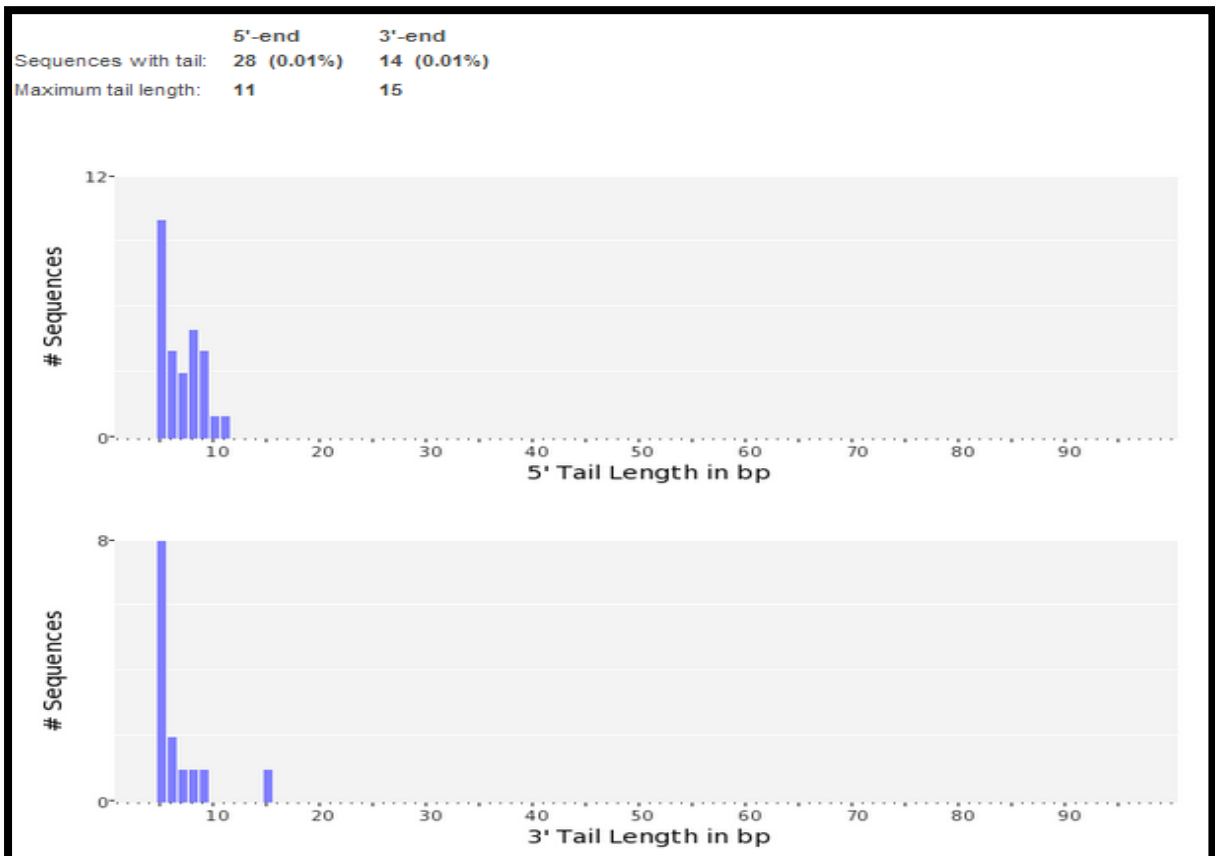 5'-end 3'-end
Sequences with tail: 28 (0.01%) 14 (0.01%)
Maximum tail length: 11 15
12
# Sequences
0
10 20 30 40 50 60 70 80 90
5' Tail Length in bp
8
# Sequences
0
10 20 30 40 50 60 70 80 90
3' Tail Length in bp